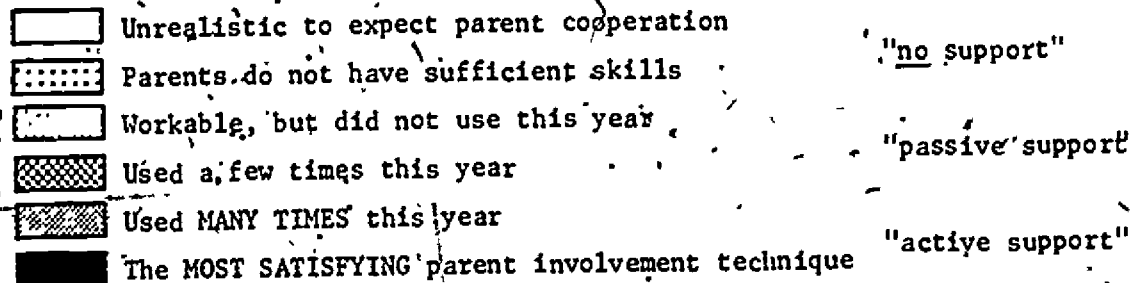 Unrealistic to expect parent cooperation
"no support"
Parents do not have sufficient skills
Workable, but did not use this year
"passive support"
Used a few times this year
Used MANY TIMES this year
"active support"
The MOST SATISFYING parent involvement technique